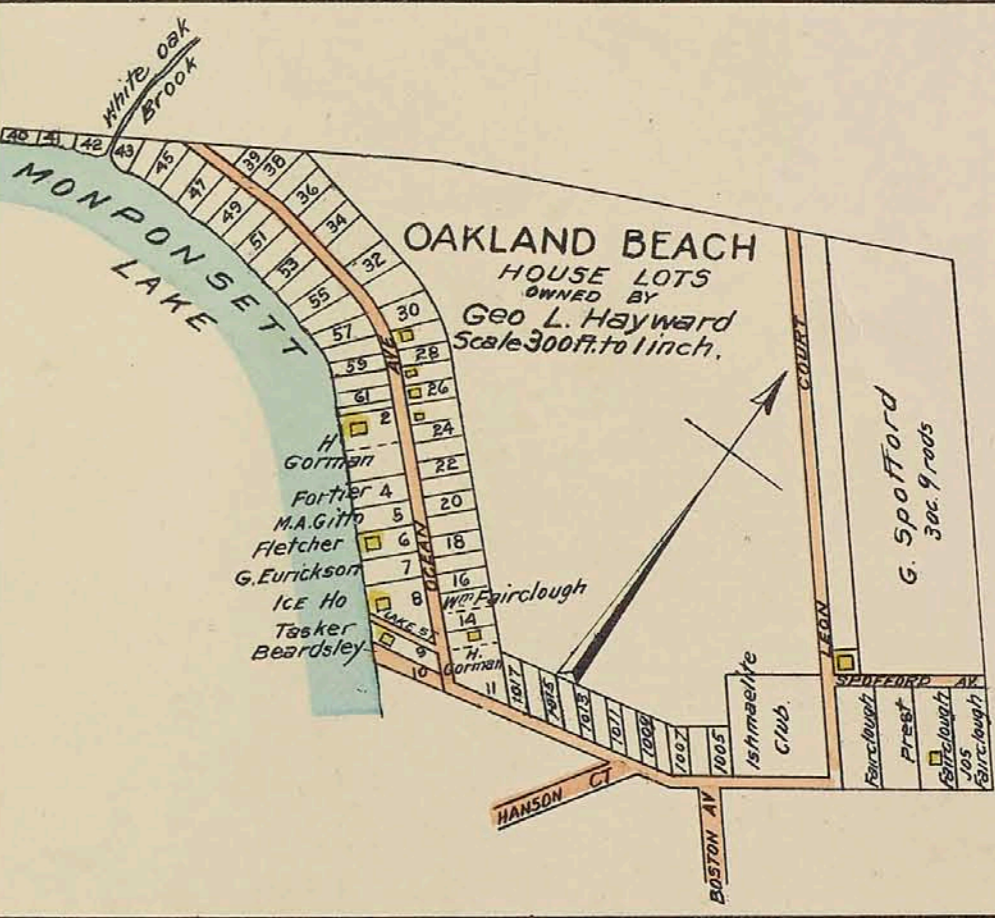 White Oak
Brook
40
41
42
43
45
47
49
51
53
55
57
59
61
2
39
38
36
34
32
30
28
26
24
22
20
18
16
14
11
MONPONSETT
LAKE
OAKLAND BEACH
HOUSE LOTS
OWNED BY
Geo L. Hayward
Scale 300 ft. to 1 inch.
AVE
OCEAN
H
Gorman
Fortier 4
M.A. Gitto 5
Fletcher 6
G. Eurickson 7
ICE Ho 8
LAKE ST
Tasker
Beardsley
9
10
Wm Fairclough
H.
Gorman
1017
1015
1013
1011
1009
1007
1005
Ishmaelite
Club.
COURT
LEON
G. Spofford
3 ac. 9 rods
SPOFFORD AV.
Fairclough
Prest
Fairclough
Jos
Fairclough
HANSON CT
BOSTON AV